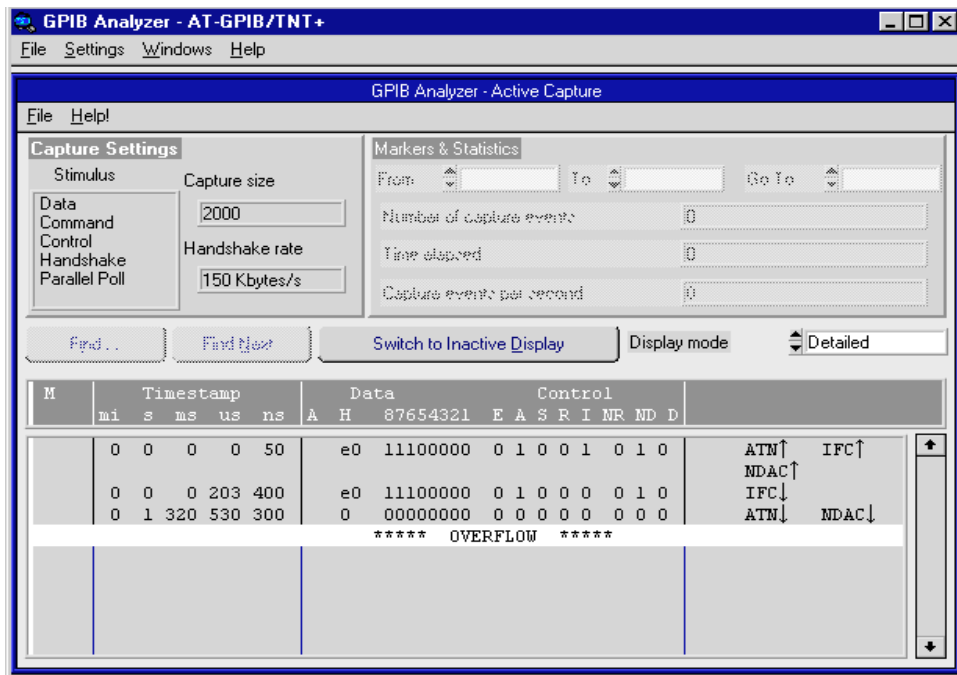 GPIB Analyzer - AT-GPIB/TNT+
File Settings Windows Help
GPIB Analyzer - Active Capture
File Help!
Capture Settings
Stimulus
Data
Command
Control
Handshake
Parallel Poll
Capture size
2000
Handshake rate
150 Kbytes/s
Markers & Statistics
From To Go To
Number of capture events 0
Time elapsed 0
Capture events per second 0
Find... Find Next Switch to Inactive Display Display mode Detailed
M Timestamp Data Control
mi s ms us ns A H 87654321 E A S R I NR ND D
0 0 0 0 50 e0 11100000 0 1 0 0 1 0 1 0 ATN↑ IFC↑
NDAC↑
0 0 0 203 400 e0 11100000 0 1 0 0 0 0 1 0 IFC↓
0 1 320 530 300 0 00000000 0 0 0 0 0 0 0 0 ATN↓ NDAC↓
***** OVERFLOW *****